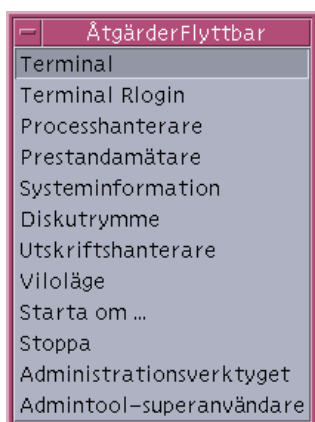 ÅtgärderFlyttbar
Terminal
Terminal Rlogin
Processhanterare
Prestandamätare
Systeminformation
Diskutrymme
Utskriftshanterare
Viloläge
Starta om ...
Stoppa
Administrationsverktyget
Admintool-superanvändare